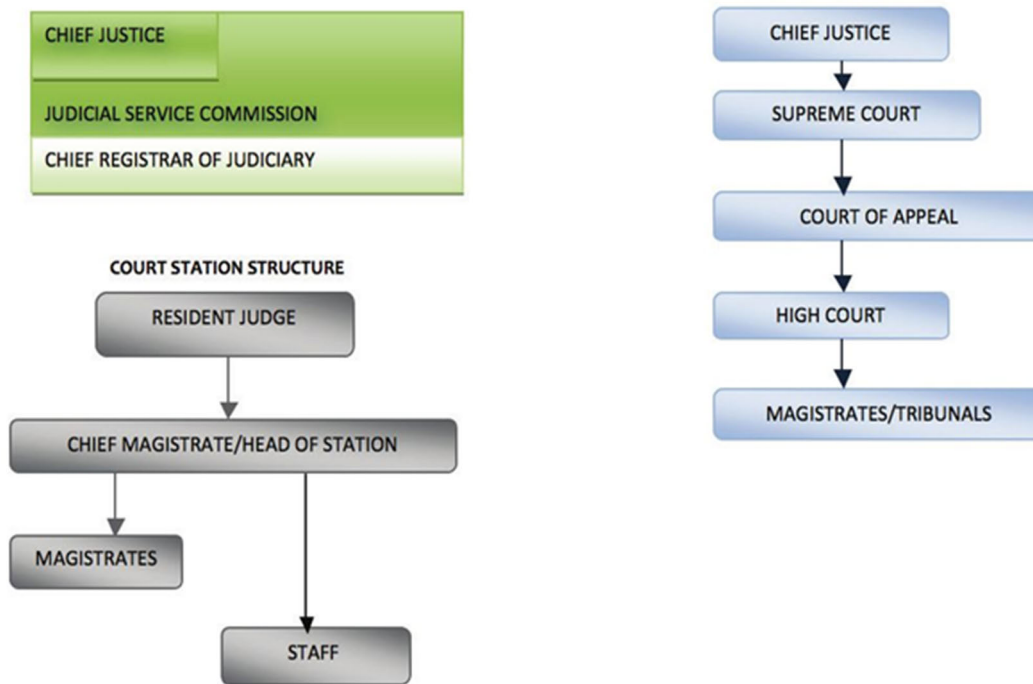 CHIEF JUSTICE
JUDICIAL SERVICE COMMISSION
CHIEF REGISTRAR OF JUDICIARY
COURT STATION STRUCTURE
RESIDENT JUDGE
CHIEF MAGISTRATE/HEAD OF STATION
MAGISTRATES
STAFF
CHIEF JUSTICE
SUPREME COURT
COURT OF APPEAL
HIGH COURT
MAGISTRATES/TRIBUNALS